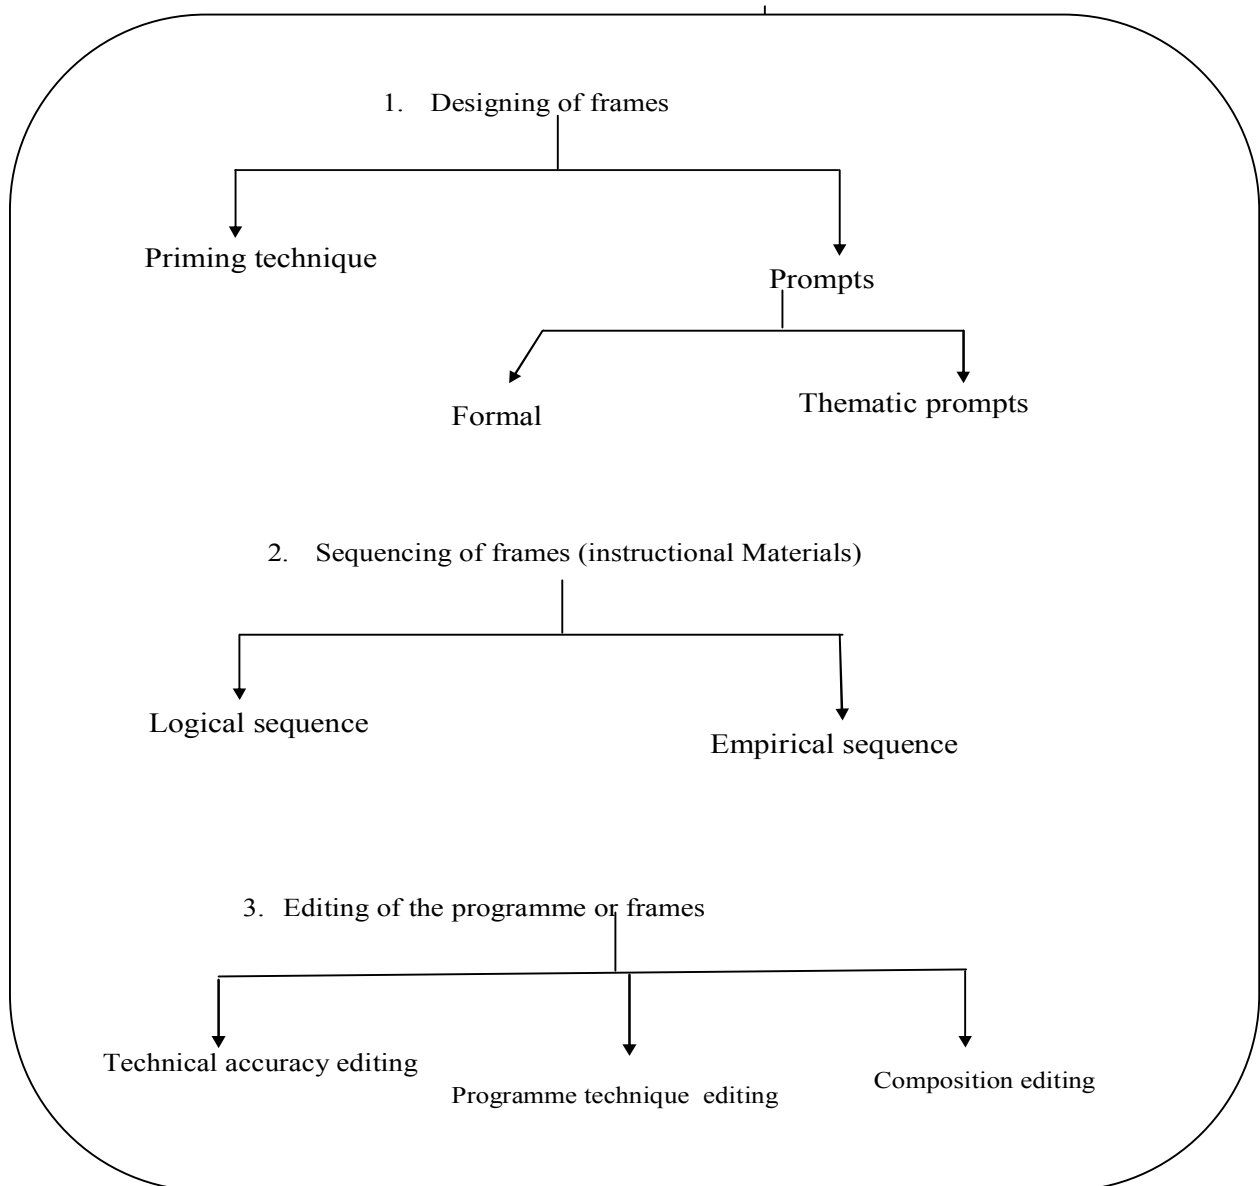 1. Designing of frames
Priming technique
Prompts
Formal
Thematic prompts
2. Sequencing of frames (instructional Materials)
Logical sequence
Empirical sequence
3. Editing of the programme or frames
Technical accuracy editing
Programme technique editing
Composition editing